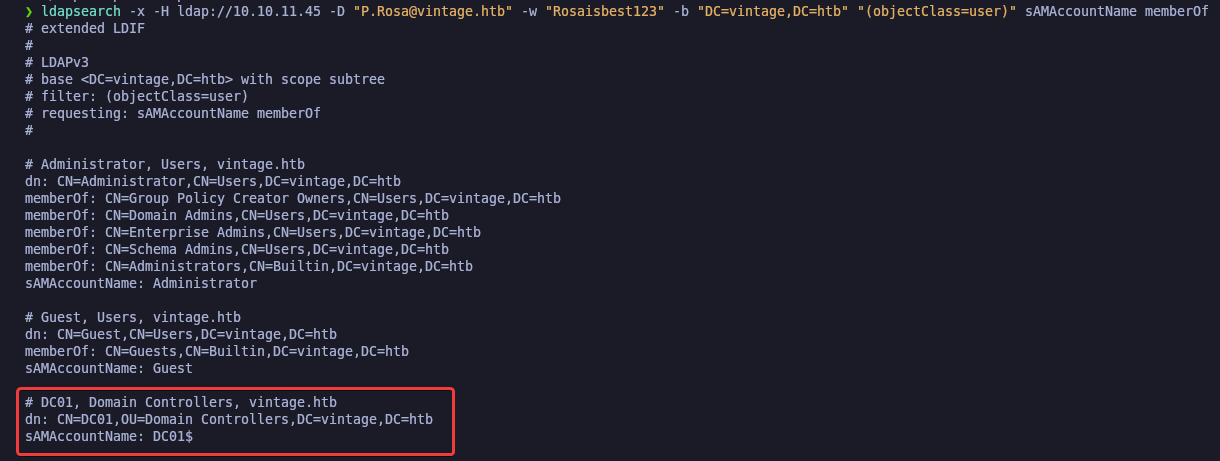 ❯ ldapsearch -x -H ldap://10.10.11.45 -D "P.Rosa@vintage.htb" -w "Rosaisbest123" -b "DC=vintage,DC=htb" "(objectClass=user)" sAMAccountName memberOf
# extended LDIF
#
# LDAPv3
# base <DC=vintage,DC=htb> with scope subtree
# filter: (objectClass=user)
# requesting: sAMAccountName memberOf
#
# Administrator, Users, vintage.htb
dn: CN=Administrator,CN=Users,DC=vintage,DC=htb
memberOf: CN=Group Policy Creator Owners,CN=Users,DC=vintage,DC=htb
memberOf: CN=Domain Admins,CN=Users,DC=vintage,DC=htb
memberOf: CN=Enterprise Admins,CN=Users,DC=vintage,DC=htb
memberOf: CN=Schema Admins,CN=Users,DC=vintage,DC=htb
memberOf: CN=Administrators,CN=Builtin,DC=vintage,DC=htb
sAMAccountName: Administrator
# Guest, Users, vintage.htb
dn: CN=Guest,CN=Users,DC=vintage,DC=htb
memberOf: CN=Guests,CN=Builtin,DC=vintage,DC=htb
sAMAccountName: Guest
# DC01, Domain Controllers, vintage.htb
dn: CN=DC01,OU=Domain Controllers,DC=vintage,DC=htb
sAMAccountName: DC01$